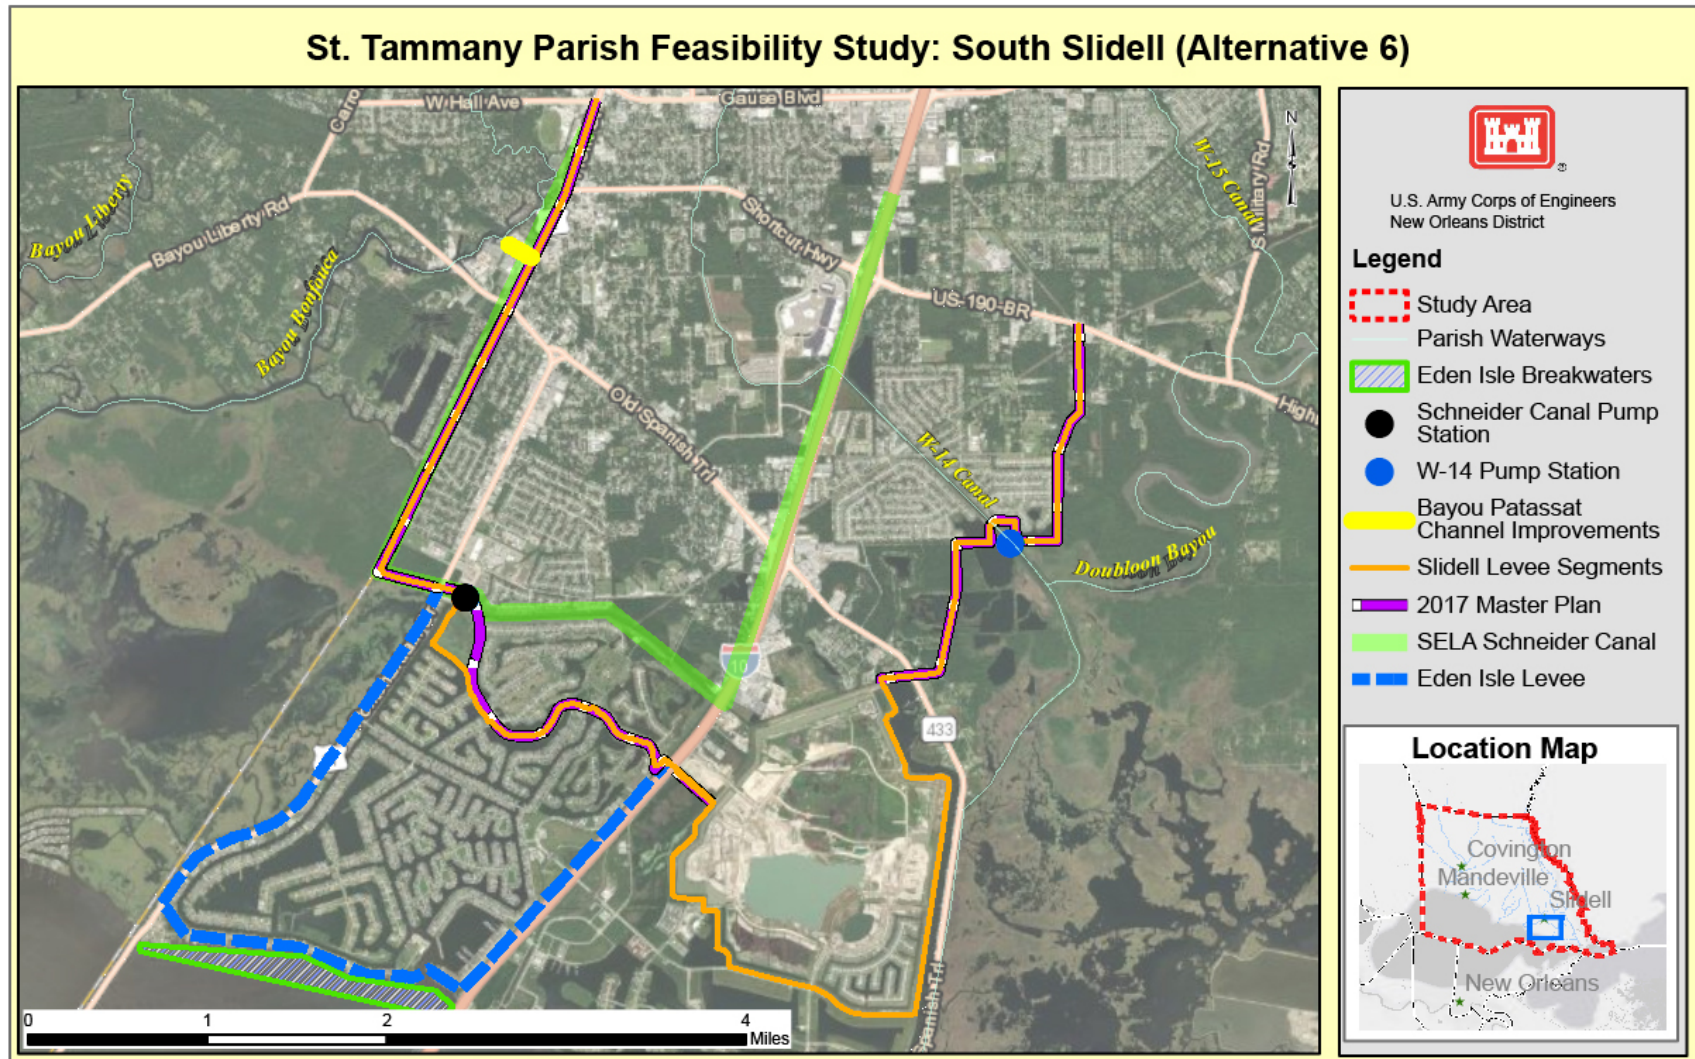 St. Tammany Parish Feasibility Study: South Slidell (Alternative 6)
W Hall Ave
Gause Blvd
Carro
N
W-15 Canal
S Military Rd
Bayou Liberty
Bayou Liberty Rd
Shortcut Hwy
Bayou Bonfouca
US-190-BR
Old Spanish Trl
High
W-14 Canal
Doubloon Bayou
10
433
Spanish Trl
0
1
2
4
Miles
®
U.S. Army Corps of Engineers
New Orleans District
Legend
Study Area
Parish Waterways
Eden Isle Breakwaters
Schneider Canal Pump
Station
W-14 Pump Station
Bayou Patassat
Channel Improvements
Slidell Levee Segments
2017 Master Plan
SELA Schneider Canal
Eden Isle Levee
Location Map
Covington
Mandeville
Slidell
New Orleans